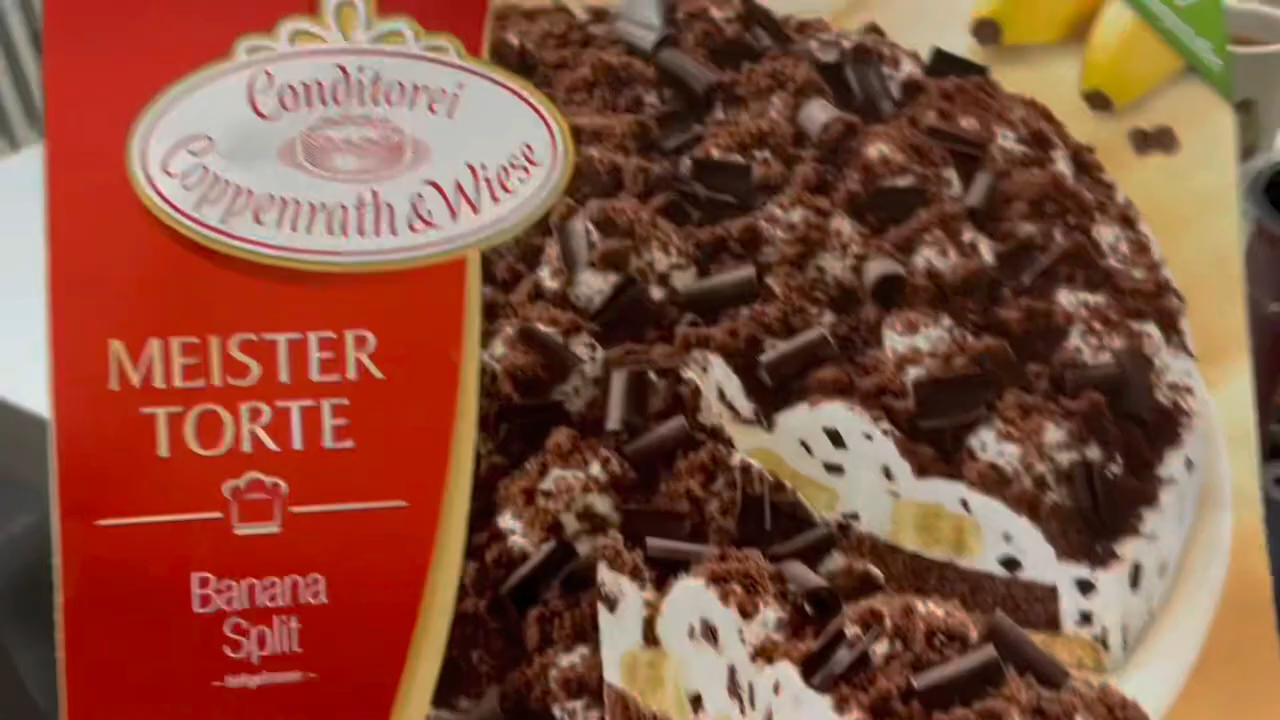 Conditorei
Coppenrath & Wiese
MEISTER
TORTE
Banana
Split